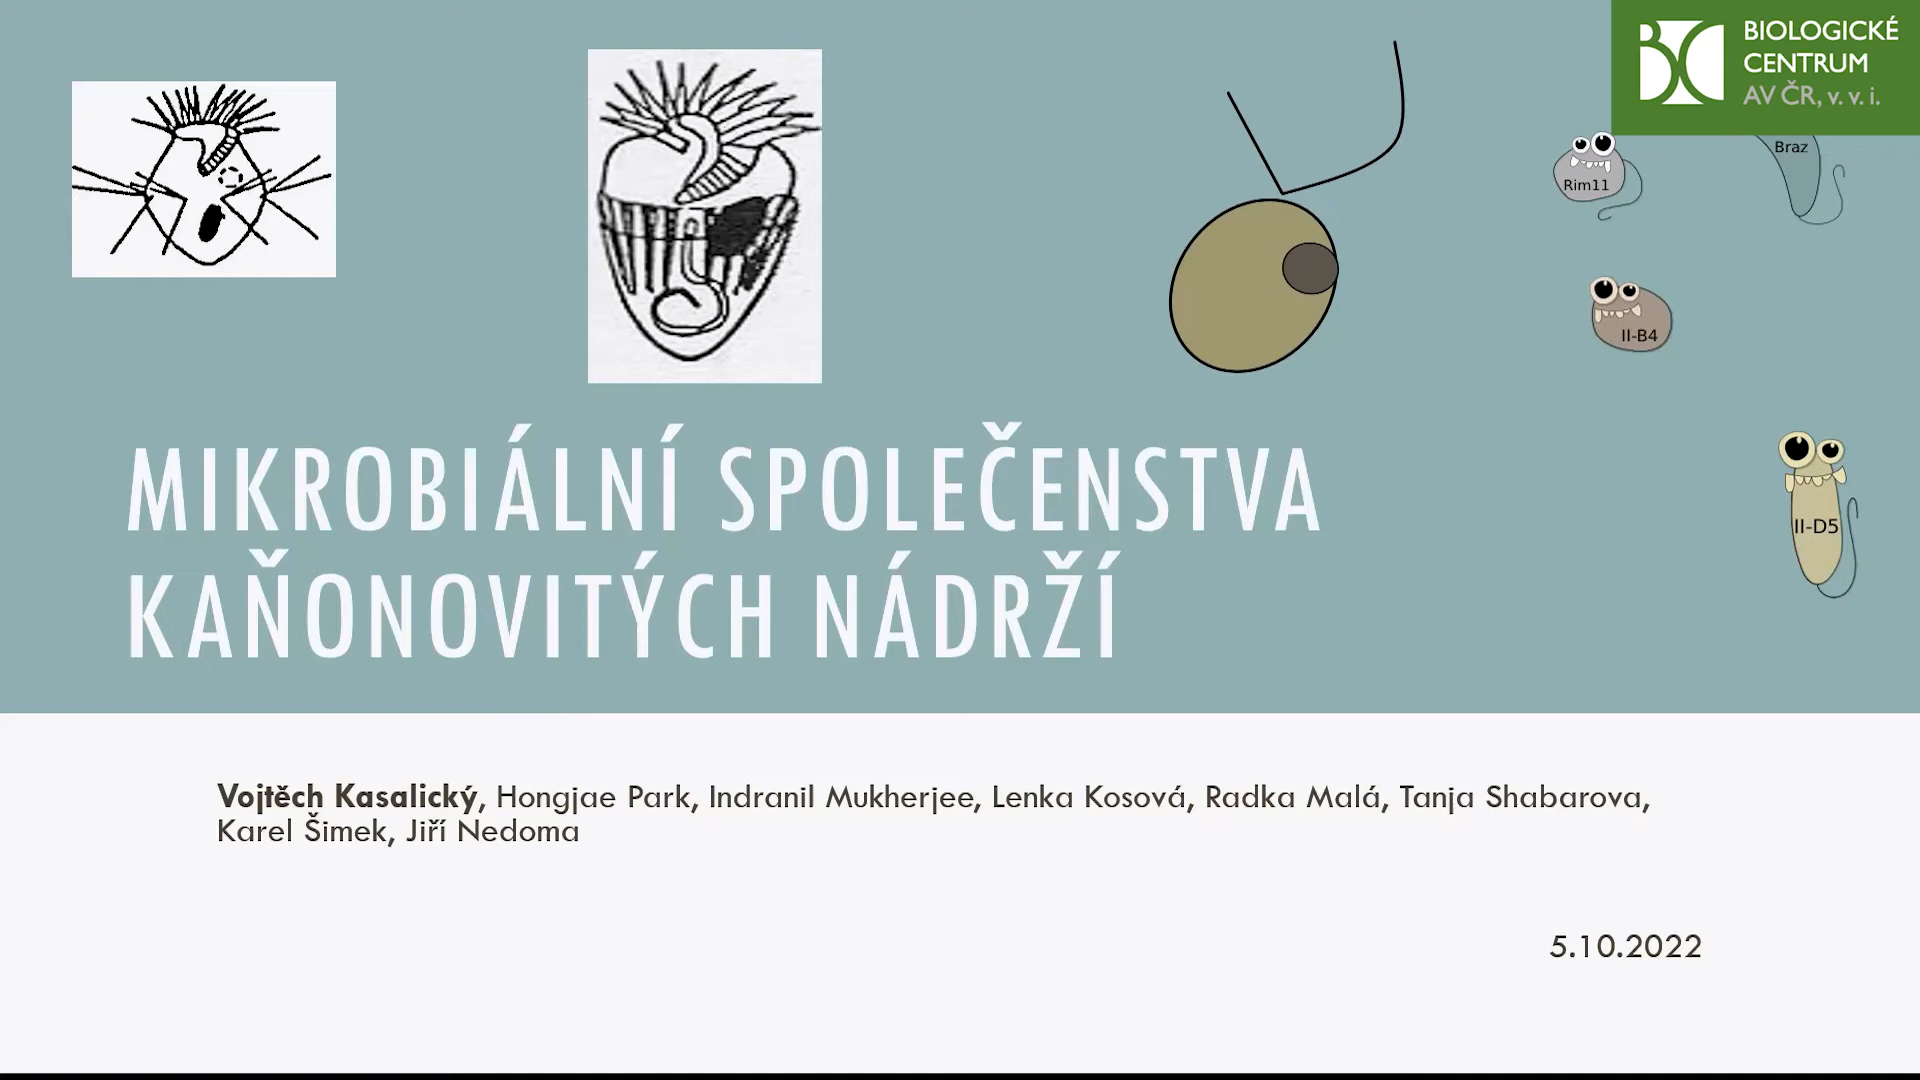 BIOLOGICKÉ
CENTRUM
AV ČR, v. v. i.
Braz
Rim11
II-B4
II-D5
MIKROBIÁLNÍ SPOLEČENSTVA
KAŇONOVITÝCH NÁDRŽÍ
Vojtěch Kasalický, Hongjae Park, Indranil Mukherjee, Lenka Kosová, Radka Malá, Tanja Shabarova,
Karel Šimek, Jiří Nedoma
5.10.2022